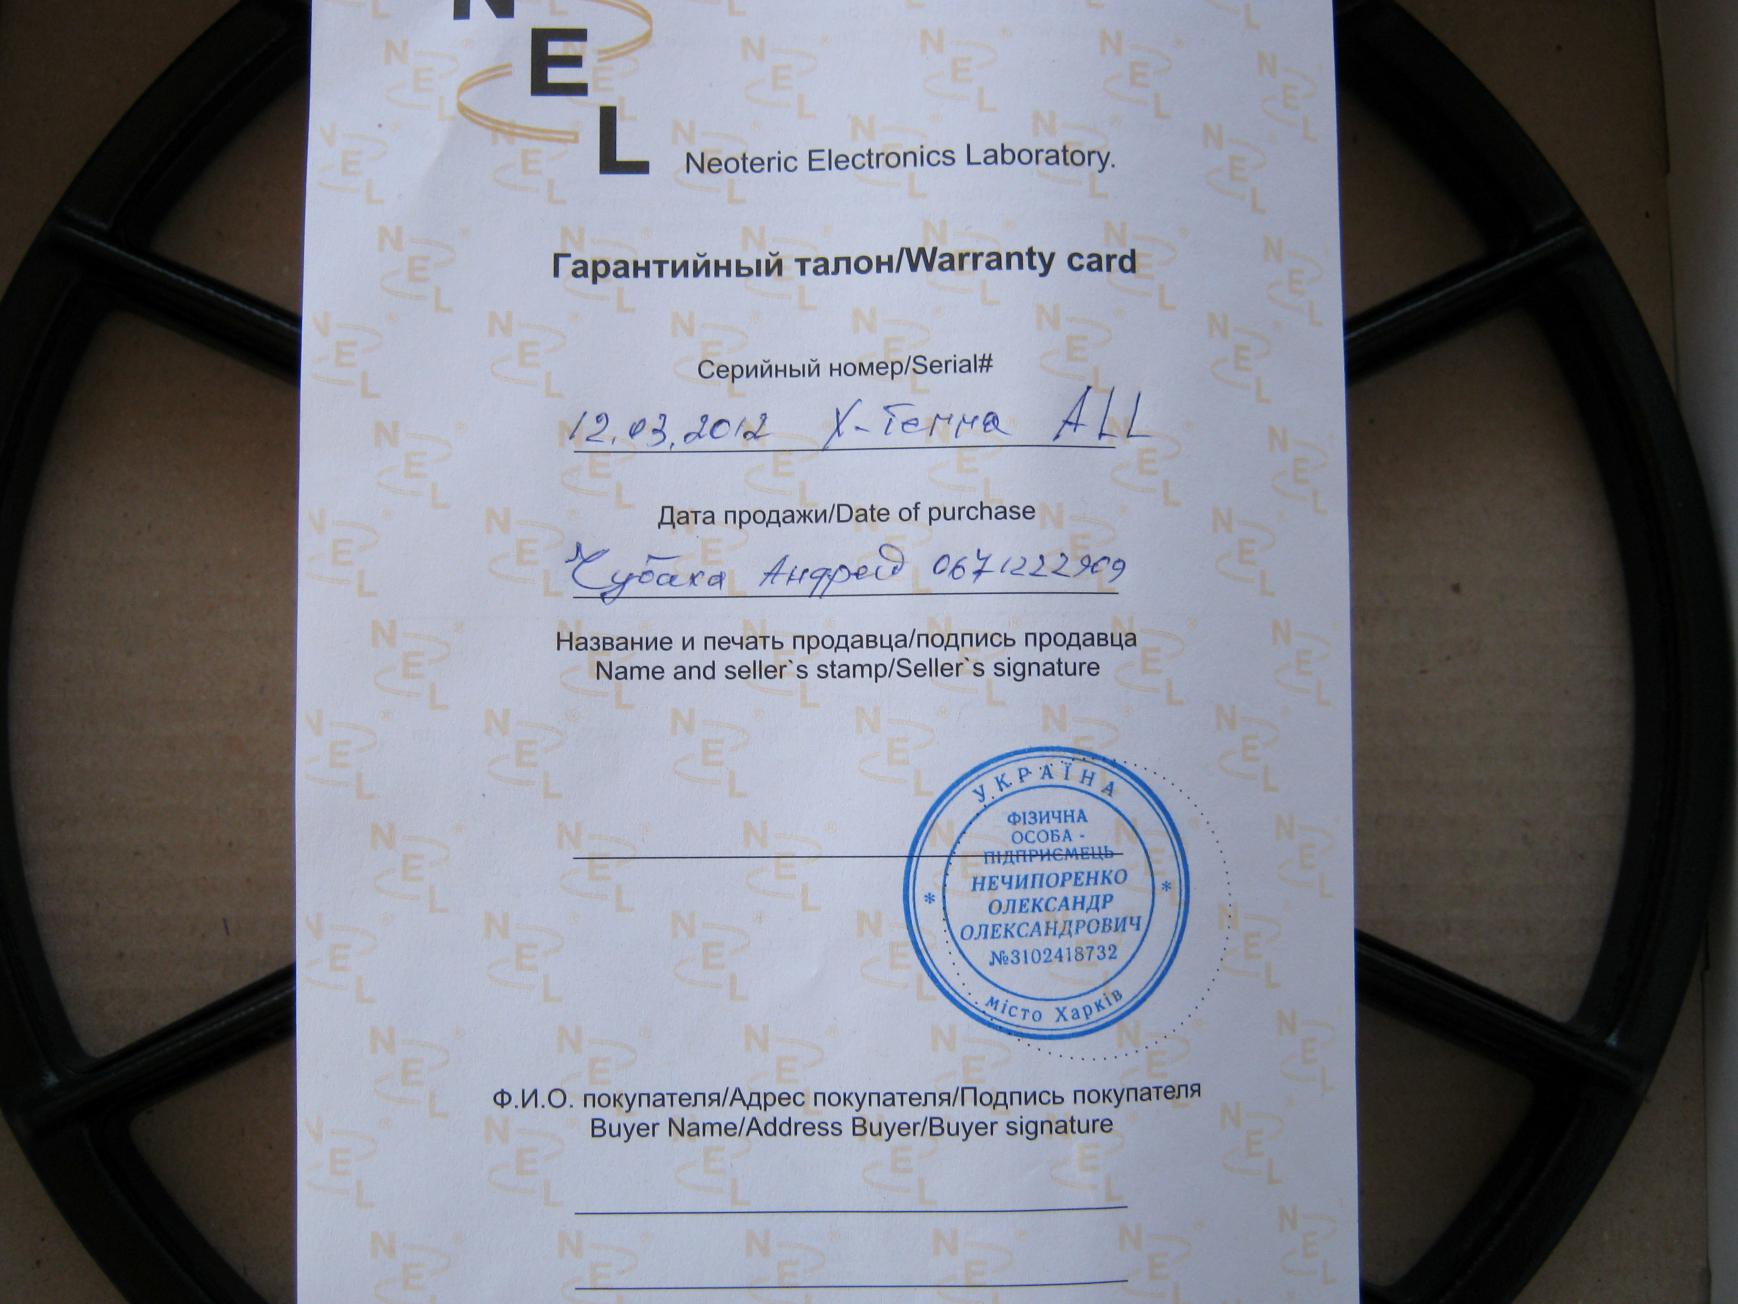 N
E
L
Neoteric Electronics Laboratory.
Гарантийный талон/Warranty card
Серийный номер/Serial#
12.03.2012 X-Terra ALL
Дата продажи/Date of purchase
Чубака Андрей 0671222909
Название и печать продавца/подпись продавца
Name and seller`s stamp/Seller`s signature
УКРАЇНА
ФІЗИЧНА
ОСОБА -
ПІДПРИЄМЕЦЬ
НЕЧИПОРЕНКО
ОЛЕКСАНДР
ОЛЕКСАНДРОВИЧ
№3102418732
місто Харків
Ф.И.О. покупателя/Адрес покупателя/Подпись покупателя
Buyer Name/Address Buyer/Buyer signature